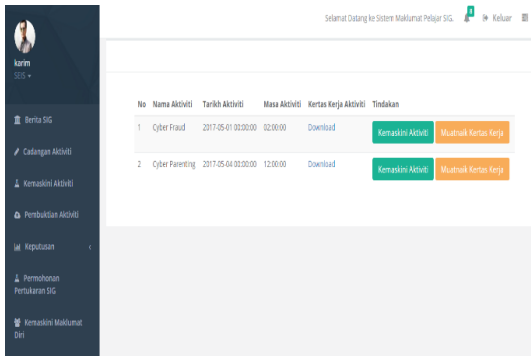 Selamat Datang ke Sistem Maklumat Pelajar SIG. Keluar
karim
SEIS
Berita SIG
Cadangan Aktiviti
Kemaskini Aktiviti
Pembuktian Aktiviti
Keputusan
Permohonan
Pertukaran SIG
Kemaskini Maklumat
Diri
No Nama Aktiviti Tarikh Aktiviti Masa Aktiviti Kertas Kerja Aktiviti Tindakan
1 Cyber Fraud 2017-05-01 00:00:00 02:00:00 Download Kemaskini Aktiviti Muatnaik Kertas Kerja
2 Cyber Parenting 2017-05-04 00:00:00 12:00:00 Download Kemaskini Aktiviti Muatnaik Kertas Kerja